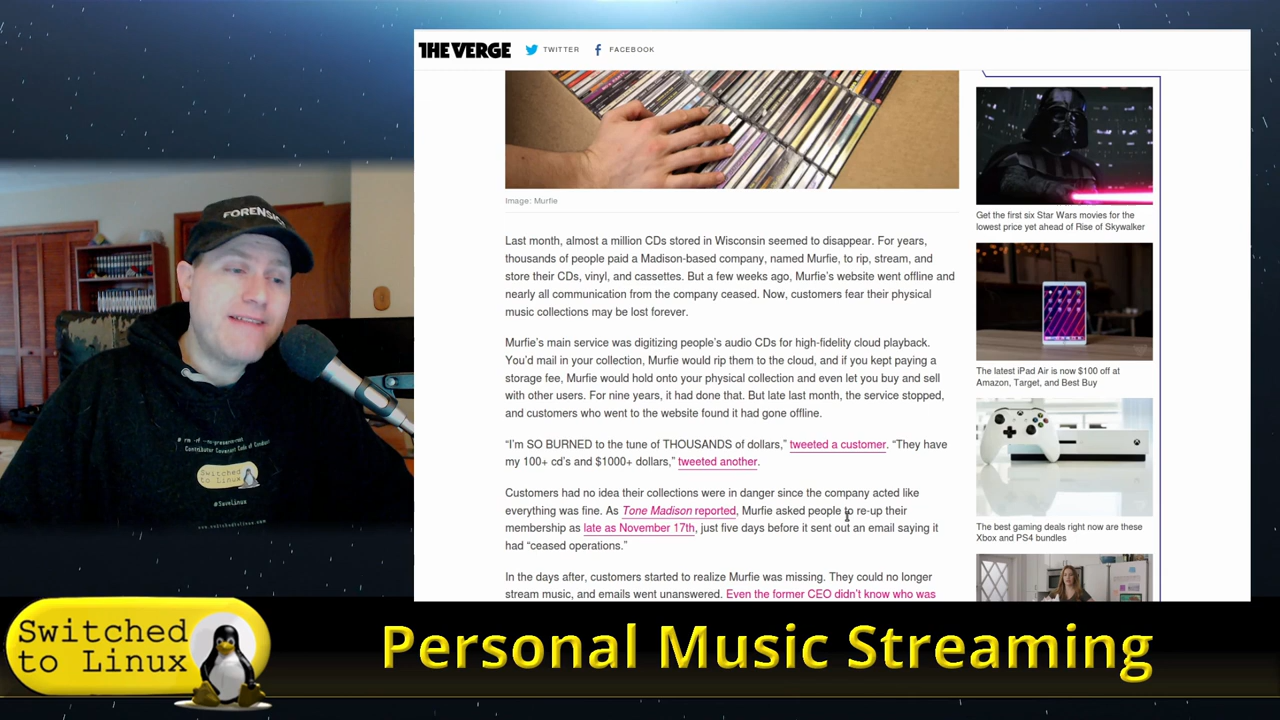 THE VERGE
TWITTER
FACEBOOK
Image: Murfie
Last month, almost a million CDs stored in Wisconsin seemed to disappear. For years,
thousands of people paid a Madison-based company, named Murfie, to rip, stream, and
store their CDs, vinyl, and cassettes. But a few weeks ago, Murfie’s website went offline and
nearly all communication from the company ceased. Now, customers fear their physical
music collections may be lost forever.
Murfie’s main service was digitizing people’s audio CDs for high-fidelity cloud playback.
You’d mail in your collection, Murfie would rip them to the cloud, and if you kept paying a
storage fee, Murfie would hold onto your physical collection and even let you buy and sell
with other users. For nine years, it had done that. But late last month, the service stopped,
and customers who went to the website found it had gone offline.
“I’m SO BURNED to the tune of THOUSANDS of dollars,” tweeted a customer. “They have
my 100+ cd’s and $1000+ dollars,” tweeted another.
Customers had no idea their collections were in danger since the company acted like
everything was fine. As Tone Madison reported, Murfie asked people to re-up their
membership as late as November 17th, just five days before it sent out an email saying it
had “ceased operations.”
In the days after, customers started to realize Murfie was missing. They could no longer
stream music, and emails went unanswered. Even the former CEO didn’t know who was
Get the first six Star Wars movies for the
lowest price yet ahead of Rise of Skywalker
The latest iPad Air is now $100 off at
Amazon, Target, and Best Buy
The best gaming deals right now are these
Xbox and PS4 bundles
FORENSIC
# rm -rf --no-preserve-root
Contributor Covenant Code of Conduct
Switched
to Linux
#SaveLinux
www.switchedtolinux.com
Switched
to Linux
Personal Music Streaming